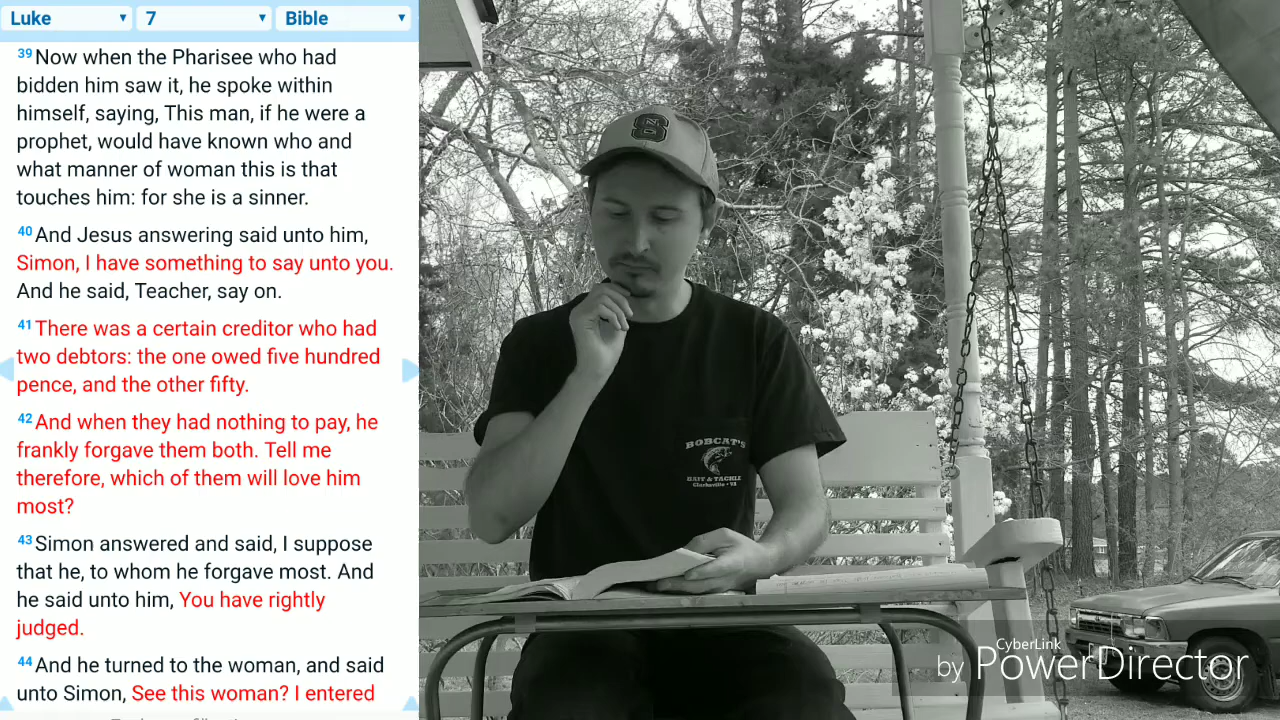 Luke
7
Bible
39 Now when the Pharisee who had
bidden him saw it, he spoke within
himself, saying, This man, if he were a
prophet, would have known who and
what manner of woman this is that
touches him: for she is a sinner.
40 And Jesus answering said unto him,
Simon, I have something to say unto you.
And he said, Teacher, say on.
41 There was a certain creditor who had
two debtors: the one owed five hundred
pence, and the other fifty.
42 And when they had nothing to pay, he
frankly forgave them both. Tell me
therefore, which of them will love him
most?
43 Simon answered and said, I suppose
that he, to whom he forgave most. And
he said unto him, You have rightly
judged.
44 And he turned to the woman, and said
unto Simon, See this woman? I entered
S
BOBCAT'S
BAIT & TACKLE
Clarksville • VA
CyberLink
by PowerDirector